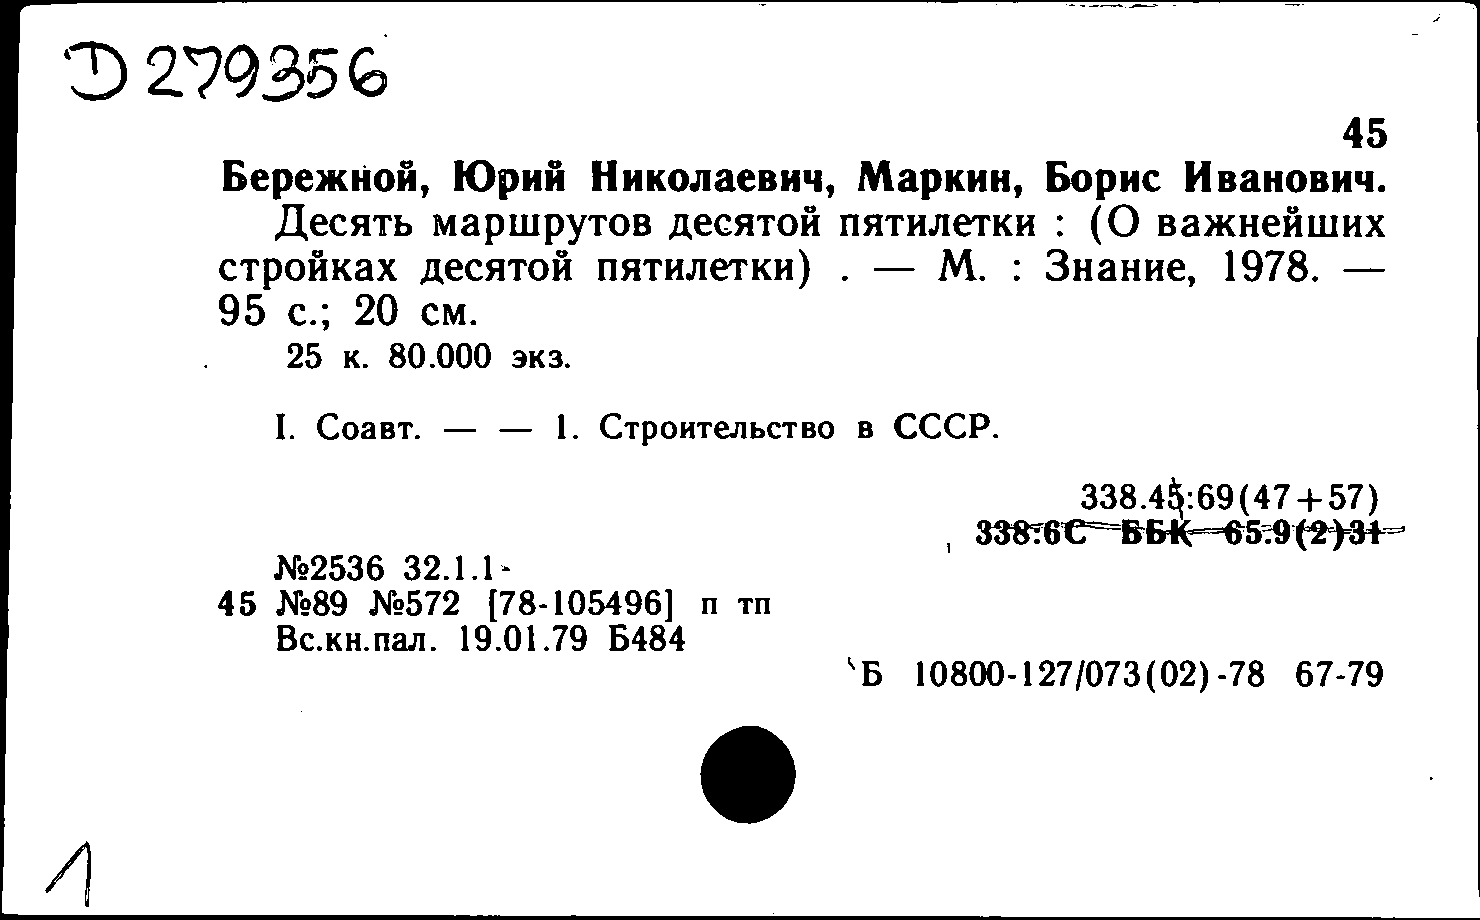 D 279356
45
Бережной, Юрий Николаевич, Маркин, Борис Иванович.
Десять маршрутов десятой пятилетки : (О важнейших
стройках десятой пятилетки) . — М. : Знание, 1978. —
95 с.; 20 см.
25 к. 80.000 экз.
I. Соавт. — — 1. Строительство в СССР.
338.45:69(47+57)
338:6С ББК 65.9(2)31
№2536 32.1.1
45 №89 №572 [78-105496] п тп
Вс.кн.пал. 19.01.79 Б484
Б 10800-127/073(02)-78 67-79
1